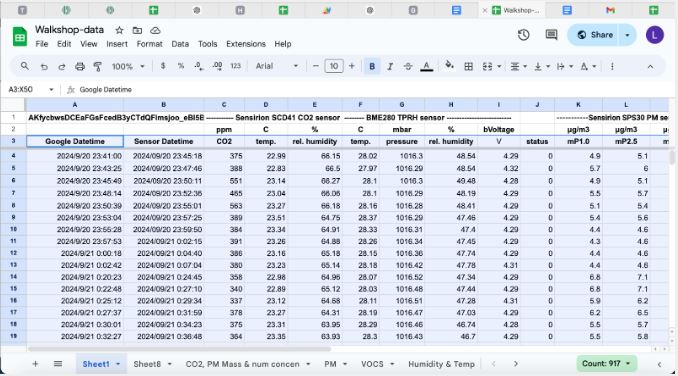 Walkshop-...
Walkshop-data
File Edit View Insert Format Data Tools Extensions Help
Share
L
100% $ % .0 .00 123 Arial - 10 + B I S A
A3:X50 Google Datetime
A B C D E F G H I J K L
1 AKfycbwsDCEaFGsFcedB3yCTdQFimsjoo_eBI5E ---------- Sensirion SCD41 CO2 sensor ------- BME280 TPRH sensor ------------------------- -----------Sensirion SPS30 PM se
2 ppm C % C mbar % bVoltage µg/m3 µg/m3 µ
3 Google Datetime Sensor Datetime CO2 temp. rel. humidity temp. pressure rel. humidity V status mP1.0 mP2.5 m
4 2024/9/20 23:41:00 2024/09/20 23:45:18 375 22.99 66.15 28.02 1016.3 48.54 4.29 0 4.9 5.1
5 2024/9/20 23:43:25 2024/09/20 23:47:46 388 22.83 66.5 27.97 1016.29 48.54 4.32 0 5.7 6
6 2024/9/20 23:45:49 2024/09/20 23:50:11 551 23.14 66.27 28.1 1016.3 49.48 4.28 0 4.9 5.1
7 2024/9/20 23:48:14 2024/09/20 23:52:36 465 23.04 66.06 28.1 1016.3 48.19 4.29 0 5.5 5.7
8 2024/9/20 23:50:39 2024/09/20 23:55:01 563 23.27 66.18 28.16 1016.28 48.41 4.29 0 5.1 5.4
9 2024/9/20 23:53:04 2024/09/20 23:57:25 389 23.51 64.75 28.37 1016.3 47.46 4.29 0 5.4 5.6
10 2024/9/20 23:55:28 2024/09/20 23:59:50 384 23.34 64.91 28.33 1016.31 47.4 4.29 0 4.4 4.6
11 2024/9/20 23:57:53 2024/09/21 0:02:15 391 23.26 64.88 28.26 1016.34 47.45 4.29 0 4.3 4.6
12 2024/9/21 0:00:18 2024/09/21 0:04:40 386 23.16 65.18 28.15 1016.36 47.74 4.29 0 4.4 4.6
13 2024/9/21 0:02:42 2024/09/21 0:07:04 380 23.23 65.14 28.18 1016.42 47.78 4.31 0 4.4 4.6
14 2024/9/21 0:20:23 2024/09/21 0:24:45 358 22.98 64.96 28.07 1016.52 47.34 4.29 0 6.8 7.1
15 2024/9/21 0:22:48 2024/09/21 0:27:10 340 22.89 65.12 28.03 1016.48 47.44 4.29 0 6.8 7.1
16 2024/9/21 0:25:12 2024/09/21 0:29:34 337 23.12 64.68 28.11 1016.51 47.28 4.31 0 5.9 6.2
17 2024/9/21 0:27:37 2024/09/21 0:31:59 378 23.27 64.31 28.19 1016.47 47.03 4.29 0 6.2 6.5
18 2024/9/21 0:30:01 2024/09/21 0:34:23 375 23.31 63.95 28.29 1016.46 46.74 4.29 0 5.5 5.7
19 2024/9/21 0:32:27 2024/09/21 0:36:48 364 23.35 63.93 28.3 1016.43 46.7 4.29 0 5.5 5.8
Sheet1 Sheet8 CO2, PM Mass & num concen PM VOCS Humidity & Temp Count: 917